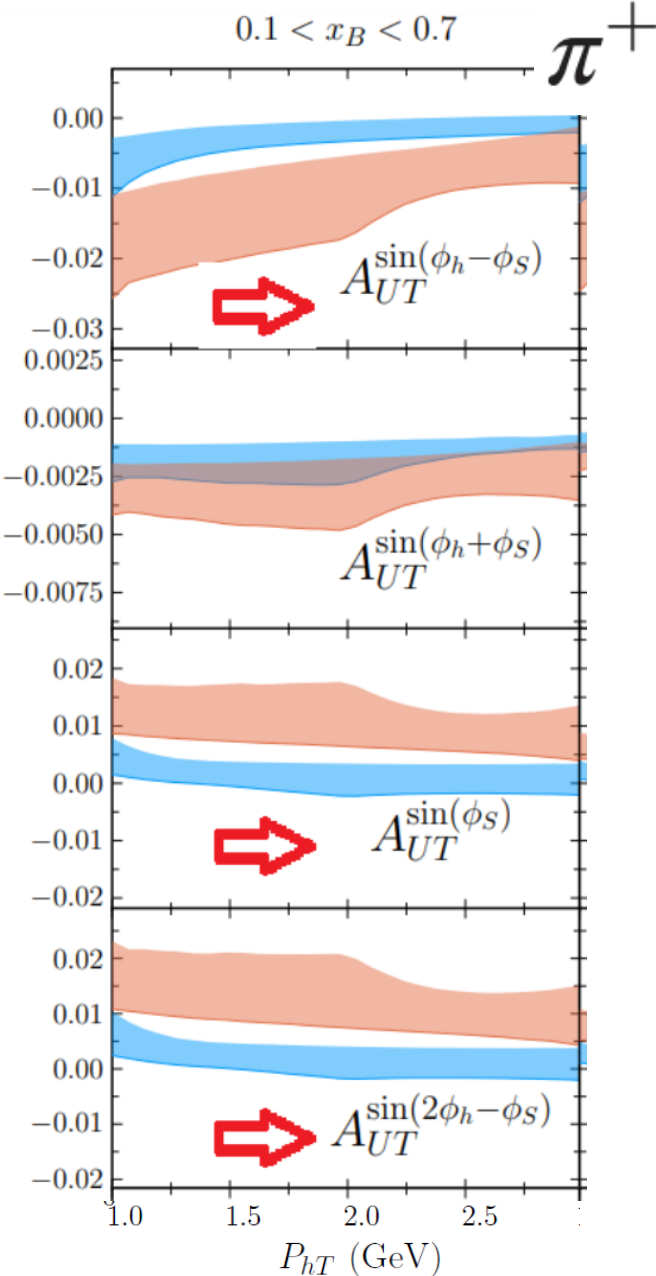 0.1 < x_B < 0.7
π⁺
0.00
−0.01
−0.02
−0.03
A_{UT}^{sin(ϕ_h−ϕ_S)}
0.0025
0.0000
−0.0025
−0.0050
−0.0075
A_{UT}^{sin(ϕ_h+ϕ_S)}
0.02
0.01
0.00
−0.01
−0.02
A_{UT}^{sin(ϕ_S)}
0.02
0.01
0.00
−0.01
−0.02
A_{UT}^{sin(2ϕ_h−ϕ_S)}
1.0 1.5 2.0 2.5
P_{hT} (GeV)